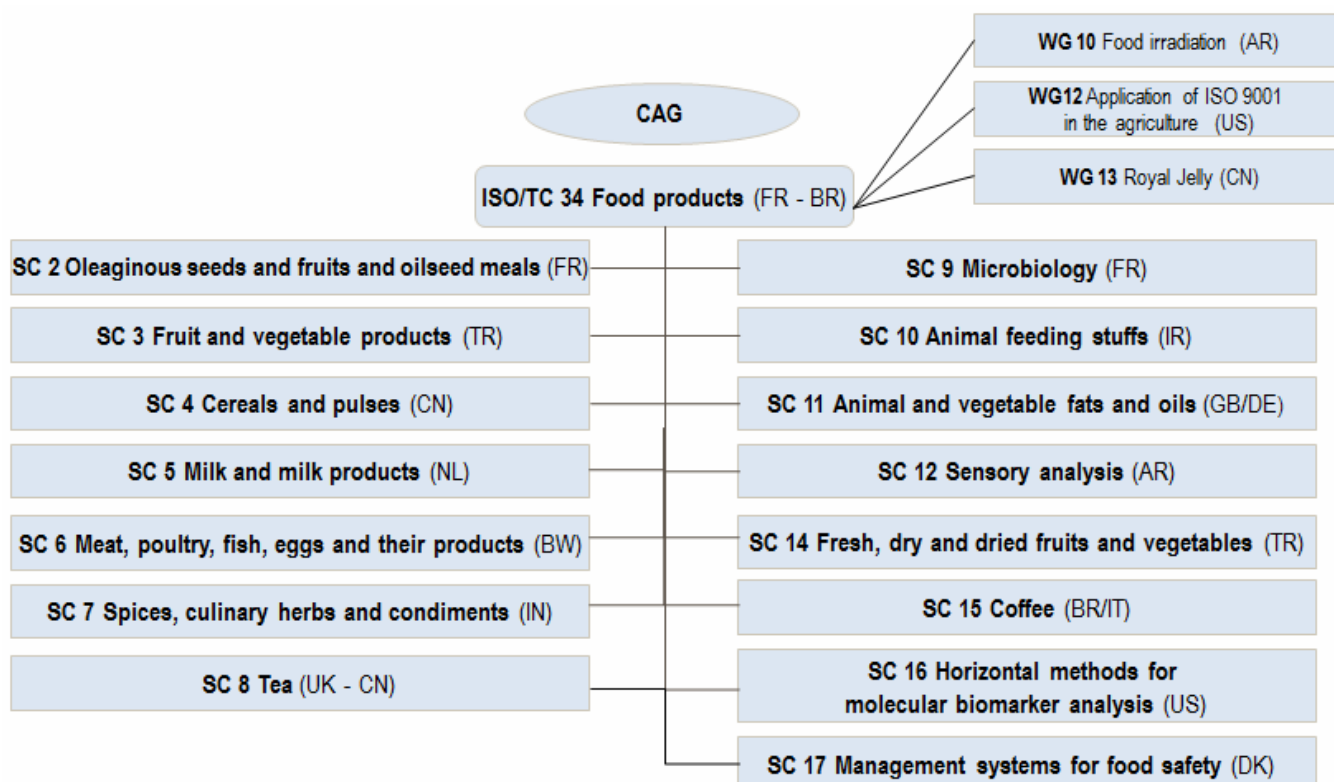 WG 10 Food irradiation (AR)
WG12 Application of ISO 9001
in the agriculture (US)
WG 13 Royal Jelly (CN)
CAG
ISO/TC 34 Food products (FR - BR)
SC 2 Oleaginous seeds and fruits and oilseed meals (FR)
SC 3 Fruit and vegetable products (TR)
SC 4 Cereals and pulses (CN)
SC 5 Milk and milk products (NL)
SC 6 Meat, poultry, fish, eggs and their products (BW)
SC 7 Spices, culinary herbs and condiments (IN)
SC 8 Tea (UK - CN)
SC 9 Microbiology (FR)
SC 10 Animal feeding stuffs (IR)
SC 11 Animal and vegetable fats and oils (GB/DE)
SC 12 Sensory analysis (AR)
SC 14 Fresh, dry and dried fruits and vegetables (TR)
SC 15 Coffee (BR/IT)
SC 16 Horizontal methods for
molecular biomarker analysis (US)
SC 17 Management systems for food safety (DK)